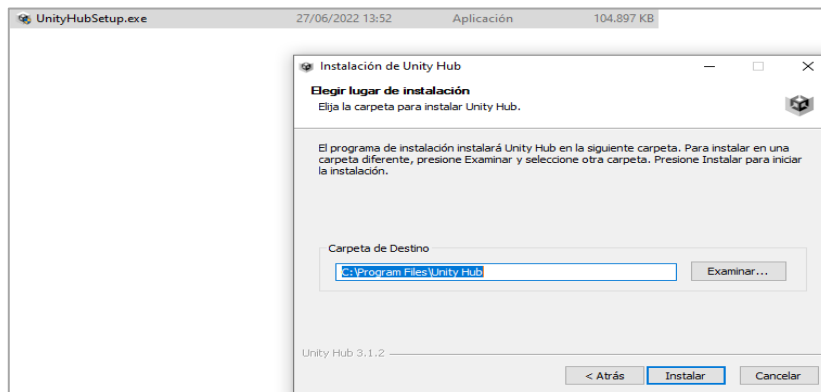 UnityHubSetup.exe 27/06/2022 13:52 Aplicación 104.897 KB
Instalación de Unity Hub
Elegir lugar de instalación
Elija la carpeta para instalar Unity Hub.
El programa de instalación instalará Unity Hub en la siguiente carpeta. Para instalar en una
carpeta diferente, presione Examinar y seleccione otra carpeta. Presione Instalar para iniciar
la instalación.
Carpeta de Destino
C:\Program Files\Unity Hub Examinar...
Unity Hub 3.1.2
< Atrás Instalar Cancelar